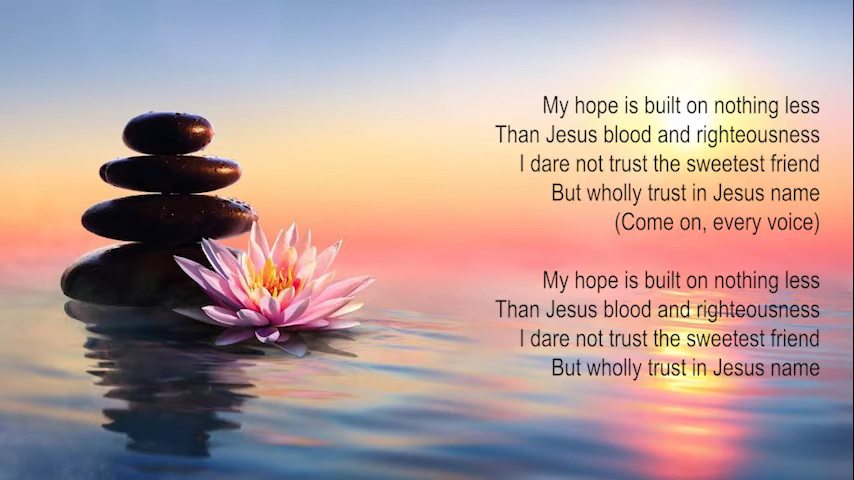 My hope is built on nothing less
Than Jesus blood and righteousness
I dare not trust the sweetest friend
But wholly trust in Jesus name
(Come on, every voice)
My hope is built on nothing less
Than Jesus blood and righteousness
I dare not trust the sweetest friend
But wholly trust in Jesus name